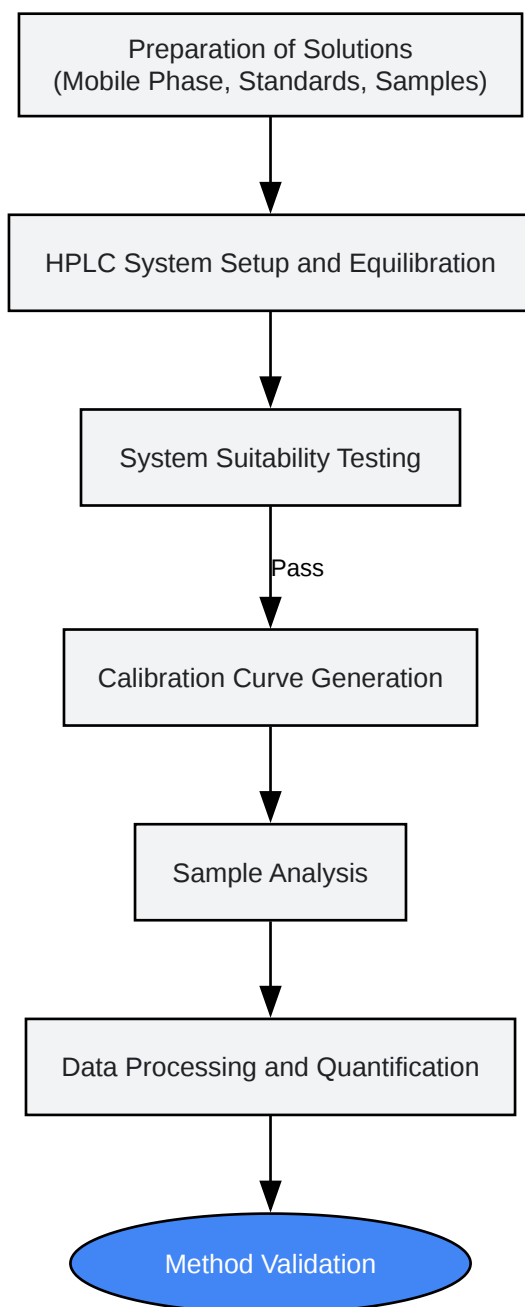 Preparation of Solutions
(Mobile Phase, Standards, Samples)
HPLC System Setup and Equilibration
System Suitability Testing
Pass
Calibration Curve Generation
Sample Analysis
Data Processing and Quantification
Method Validation